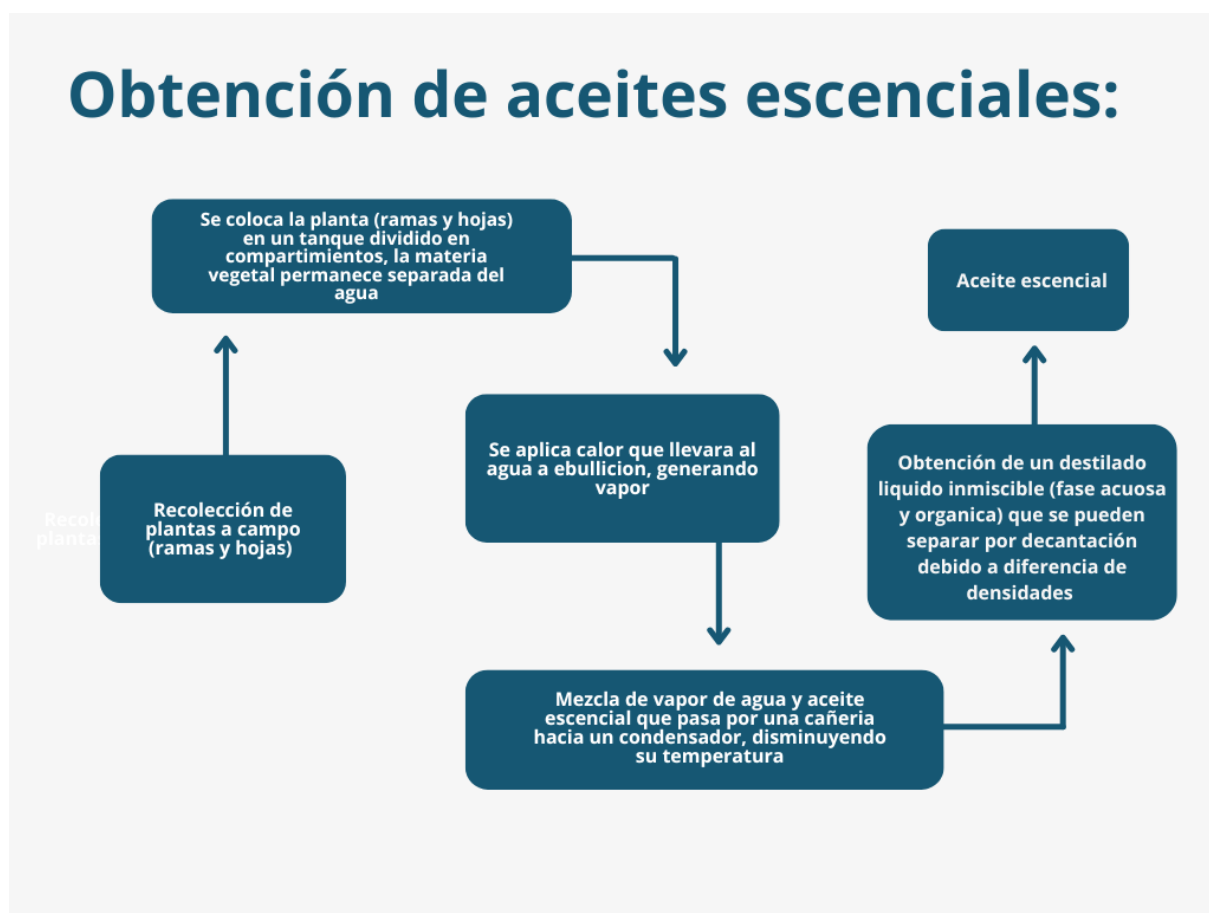 Obtención de aceites escenciales:
Se coloca la planta (ramas y hojas)
en un tanque dividido en
compartimientos, la materia
vegetal permanece separada del
agua
Aceite escencial
Se aplica calor que llevara al
agua a ebullicion, generando
vapor
Obtención de un destilado
liquido inmiscible (fase acuosa
y organica) que se pueden
separar por decantación
debido a diferencia de
densidades
Recolección de
plantas a campo
(ramas y hojas)
Mezcla de vapor de agua y aceite
escencial que pasa por una cañeria
hacia un condensador, disminuyendo
su temperatura